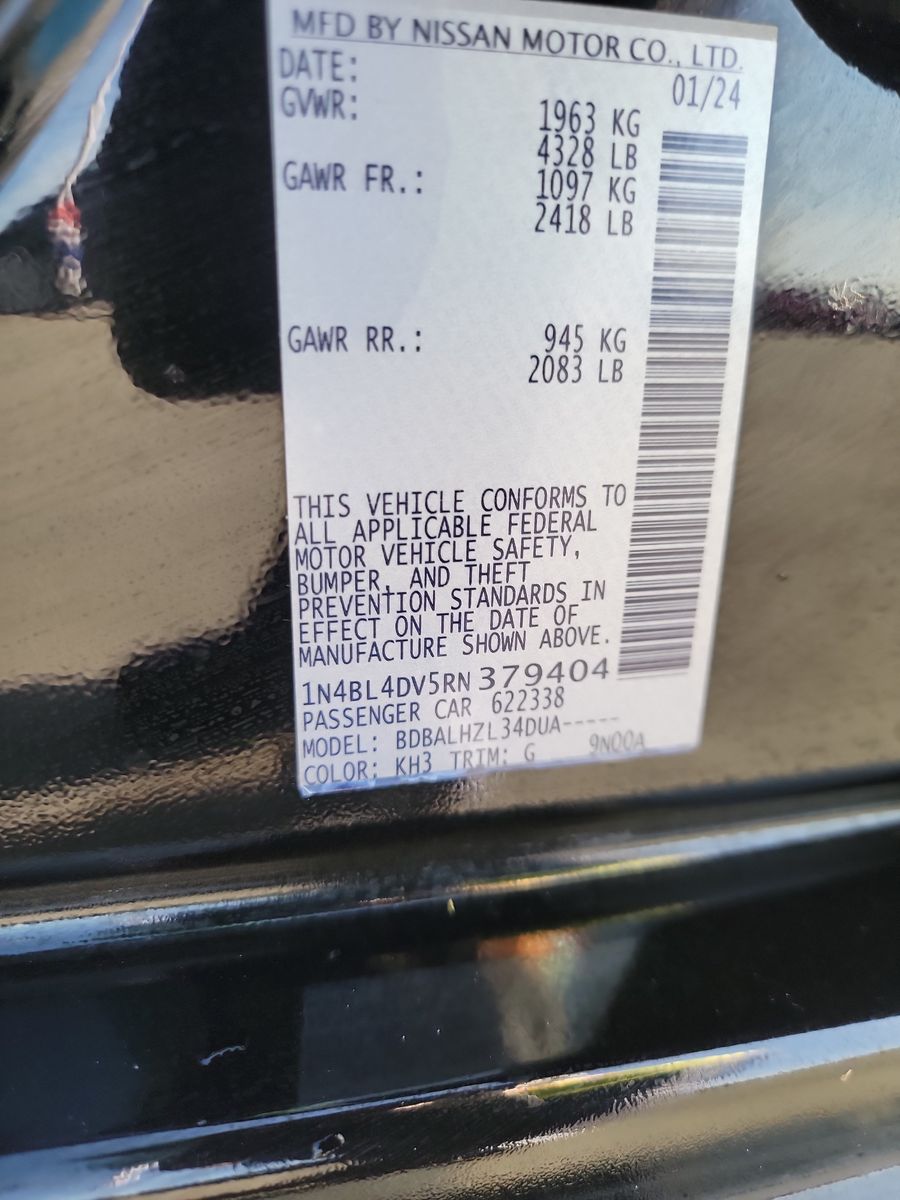 MFD BY NISSAN MOTOR CO., LTD.
DATE: 01/24
GVWR: 1963 KG
4328 LB
GAWR FR.: 1097 KG
2418 LB
GAWR RR.: 945 KG
2083 LB
THIS VEHICLE CONFORMS TO
ALL APPLICABLE FEDERAL
MOTOR VEHICLE SAFETY,
BUMPER, AND THEFT
PREVENTION STANDARDS IN
EFFECT ON THE DATE OF
MANUFACTURE SHOWN ABOVE.
1N4BL4DV5RN 379404
PASSENGER CAR 622338
MODEL: BDBALHZL34DUA-----
COLOR: KH3 TRIM: G 9N00A